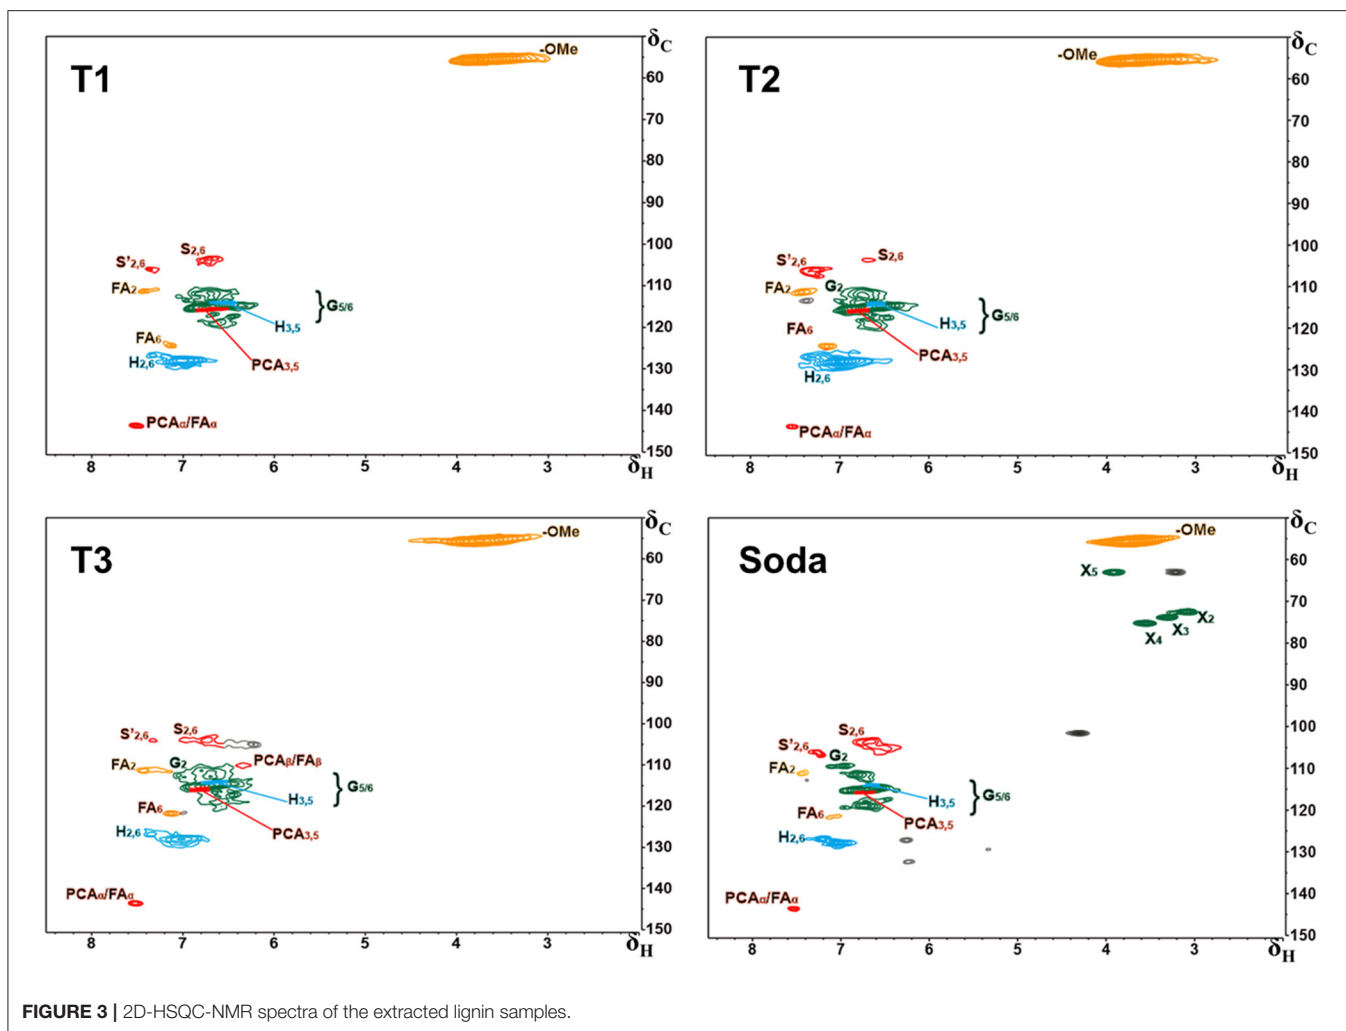 T1
-OMe
δC
60
70
80
90
100
110
120
130
140
150
S2,6
S'2,6
FA2
G5/6
H3,5
FA6
H2,6
PCA3,5
PCAα/FAα
8 7 6 5 4 3 δH
T2
-OMe
δC
60
70
80
90
100
110
120
130
140
150
S'2,6
S2,6
FA2
G2
G5/6
H3,5
FA6
PCA3,5
H2,6
PCAα/FAα
8 7 6 5 4 3 δH
T3
-OMe
δC
60
70
80
90
100
110
120
130
140
150
S'2,6
S2,6
FA2
G2
PCAβ/FAβ
G5/6
H3,5
FA6
H2,6
PCA3,5
PCAα/FAα
8 7 6 5 4 3 δH
Soda
-OMe
δC
60
70
80
90
100
110
120
130
140
150
X5
X2
X3
X4
S2,6
S'2,6
G2
FA2
G5/6
H3,5
FA6
PCA3,5
H2,6
PCAα/FAα
8 7 6 5 4 3 δH
FIGURE 3 | 2D-HSQC-NMR spectra of the extracted lignin samples.